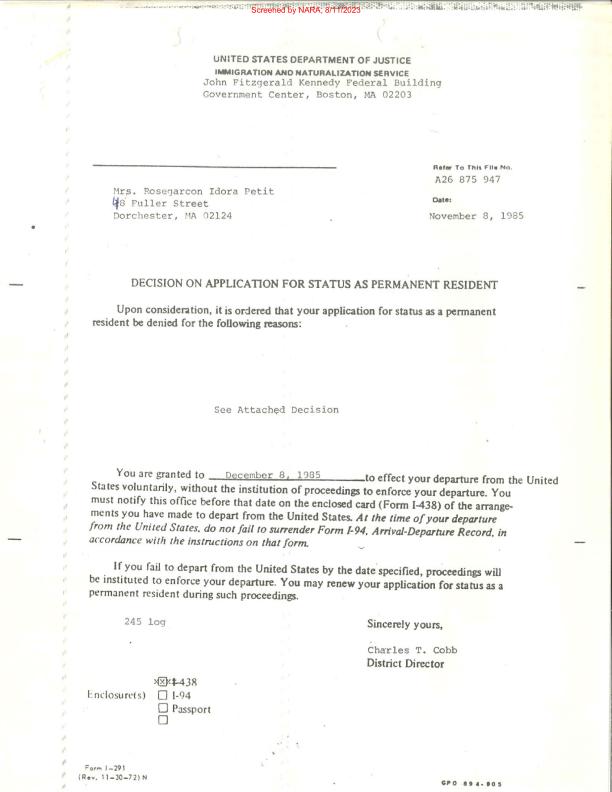 Screened by NARA, 8/11/2023
UNITED STATES DEPARTMENT OF JUSTICE
IMMIGRATION AND NATURALIZATION SERVICE
John Fitzgerald Kennedy Federal Building
Government Center, Boston, MA 02203
Refer To This File No.
A26 875 947
Mrs. Rosegarcon Idora Petit
48 Fuller Street
Dorchester, MA 02124
Date:
November 8, 1985
DECISION ON APPLICATION FOR STATUS AS PERMANENT RESIDENT
Upon consideration, it is ordered that your application for status as a permanent
resident be denied for the following reasons:
See Attached Decision
You are granted to December 8, 1985 to effect your departure from the United
States voluntarily, without the institution of proceedings to enforce your departure. You
must notify this office before that date on the enclosed card (Form I-438) of the arrange-
ments you have made to depart from the United States. At the time of your departure
from the United States, do not fail to surrender Form I-94, Arrival-Departure Record, in
accordance with the instructions on that form.
If you fail to depart from the United States by the date specified, proceedings will
be instituted to enforce your departure. You may renew your application for status as a
permanent resident during such proceedings.
245 log
Sincerely yours,
Charles T. Cobb
District Director
Enclosure(s)
☒ I-438
☐ I-94
☐ Passport
☐
Form I-291
(Rev. 11-30-72) N
GPO 894-805